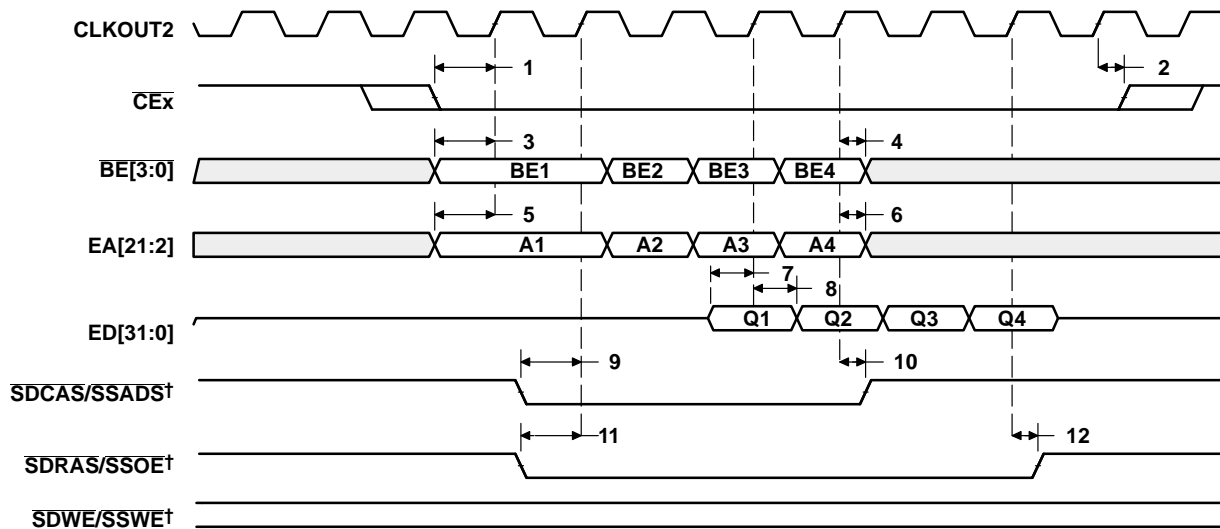 CLKOUT2
1 2
CEx
3 4
BE[3:0] BE1 BE2 BE3 BE4
5 6
EA[21:2] A1 A2 A3 A4
7
8
ED[31:0] Q1 Q2 Q3 Q4
9 10
SDCAS/SSADS†
11 12
SDRAS/SSOE†
SDWE/SSWE†